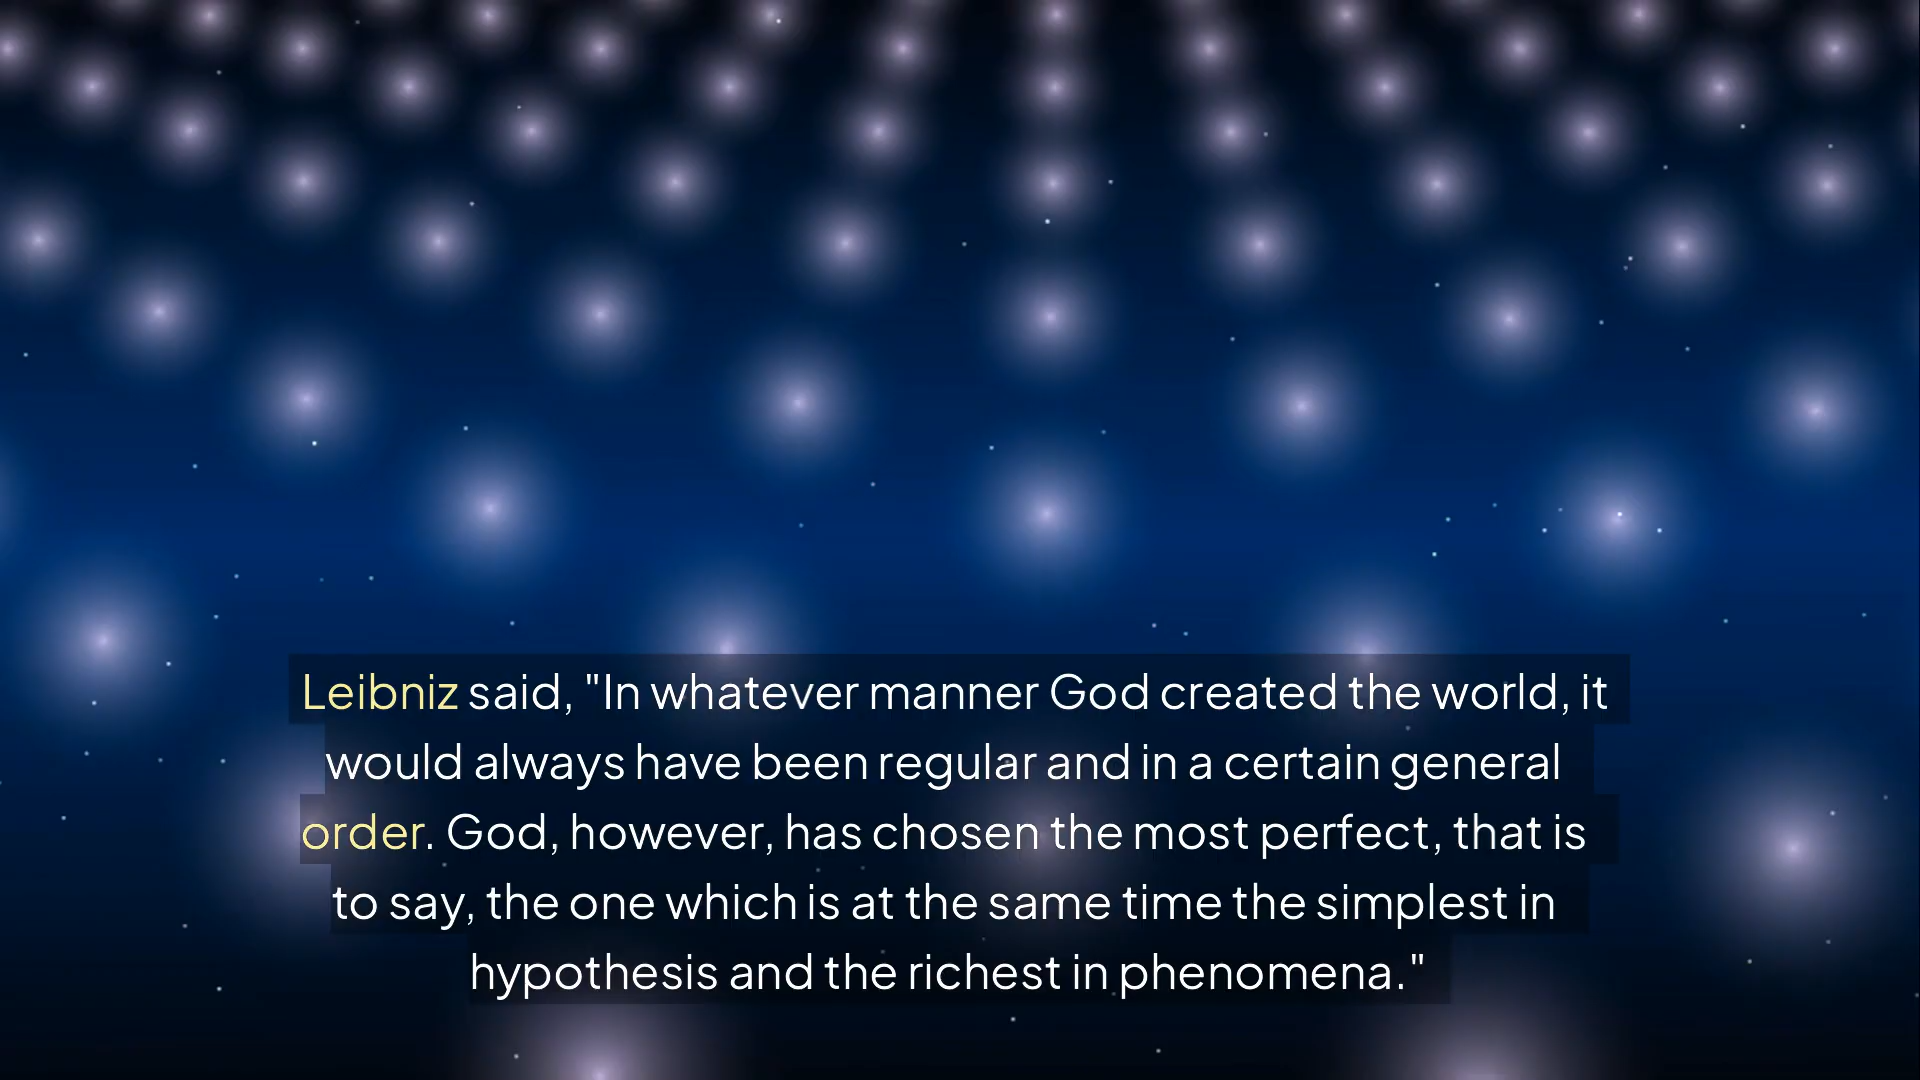 Leibniz said, "In whatever manner God created the world, it
would always have been regular and in a certain general
order. God, however, has chosen the most perfect, that is
to say, the one which is at the same time the simplest in
hypothesis and the richest in phenomena."